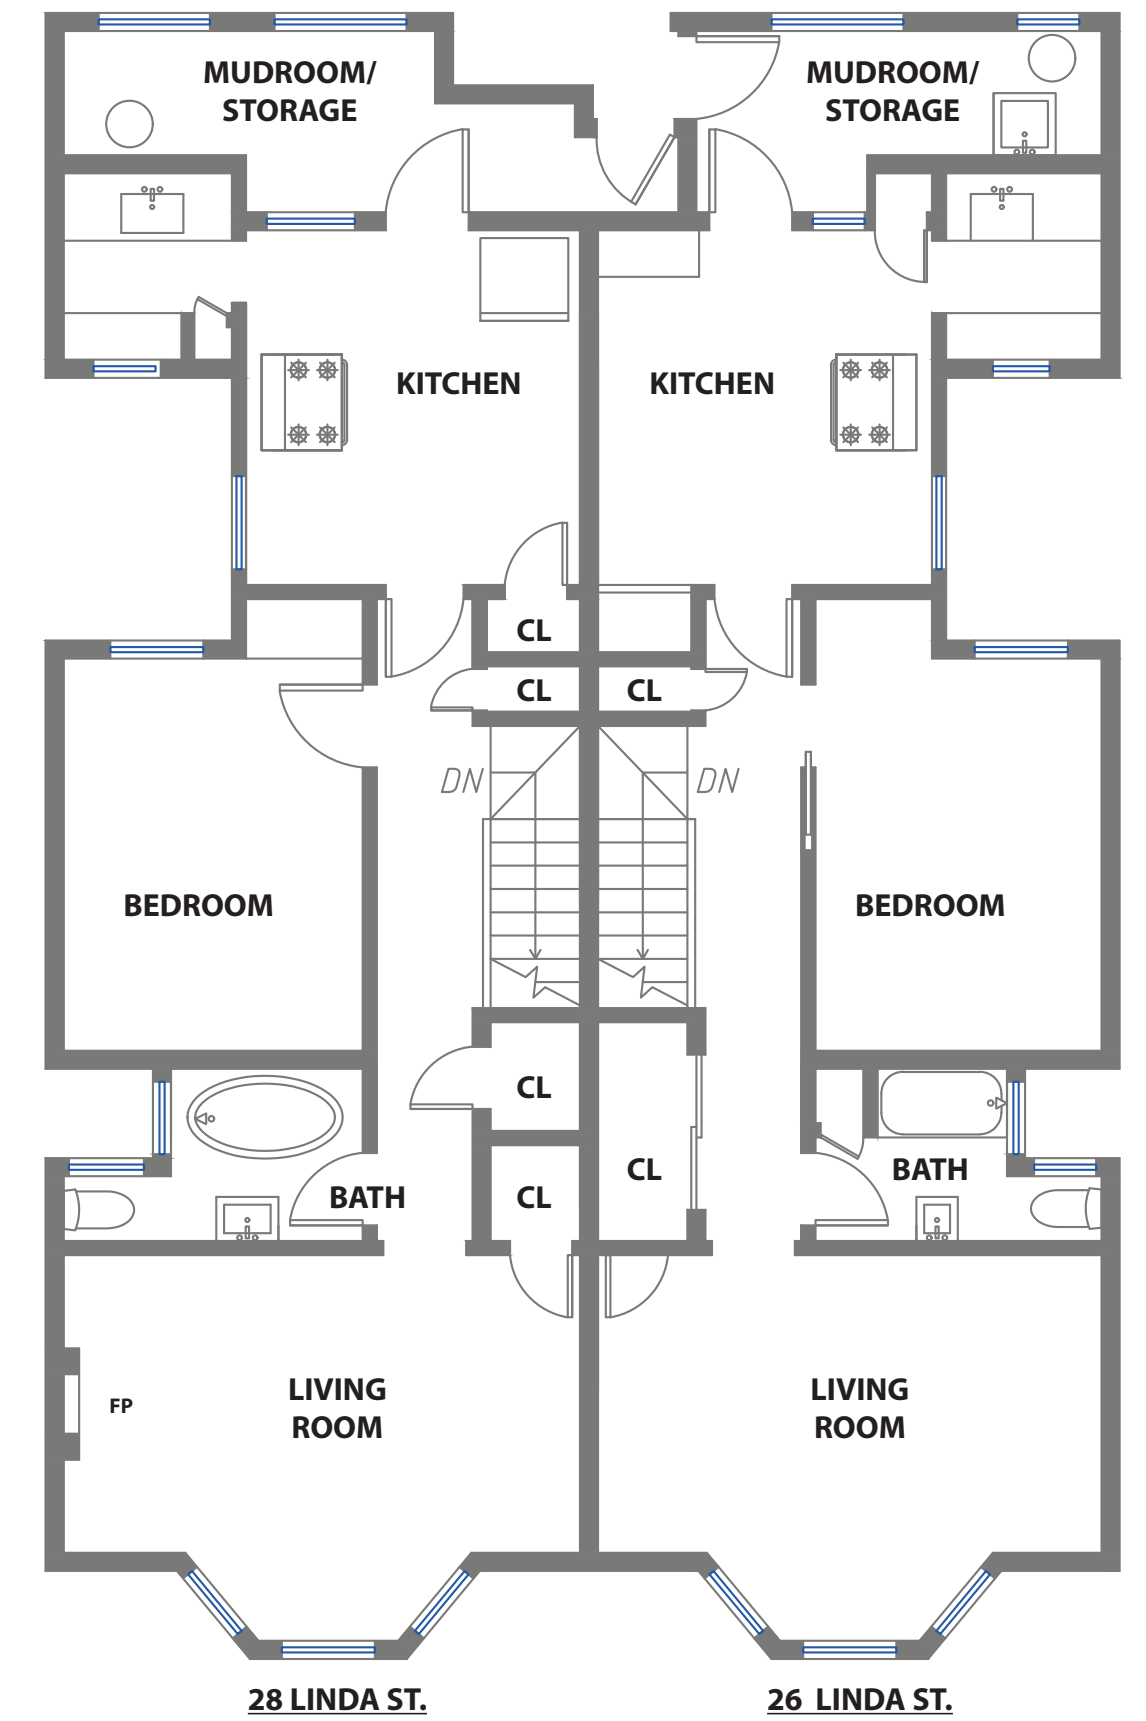 MUDROOM/
STORAGE
MUDROOM/
STORAGE
KITCHEN
KITCHEN
CL
CL
CL
DN
DN
BEDROOM
BEDROOM
CL
CL
BATH
BATH
CL
LIVING
ROOM
LIVING
ROOM
FP
28 LINDA ST.
26 LINDA ST.